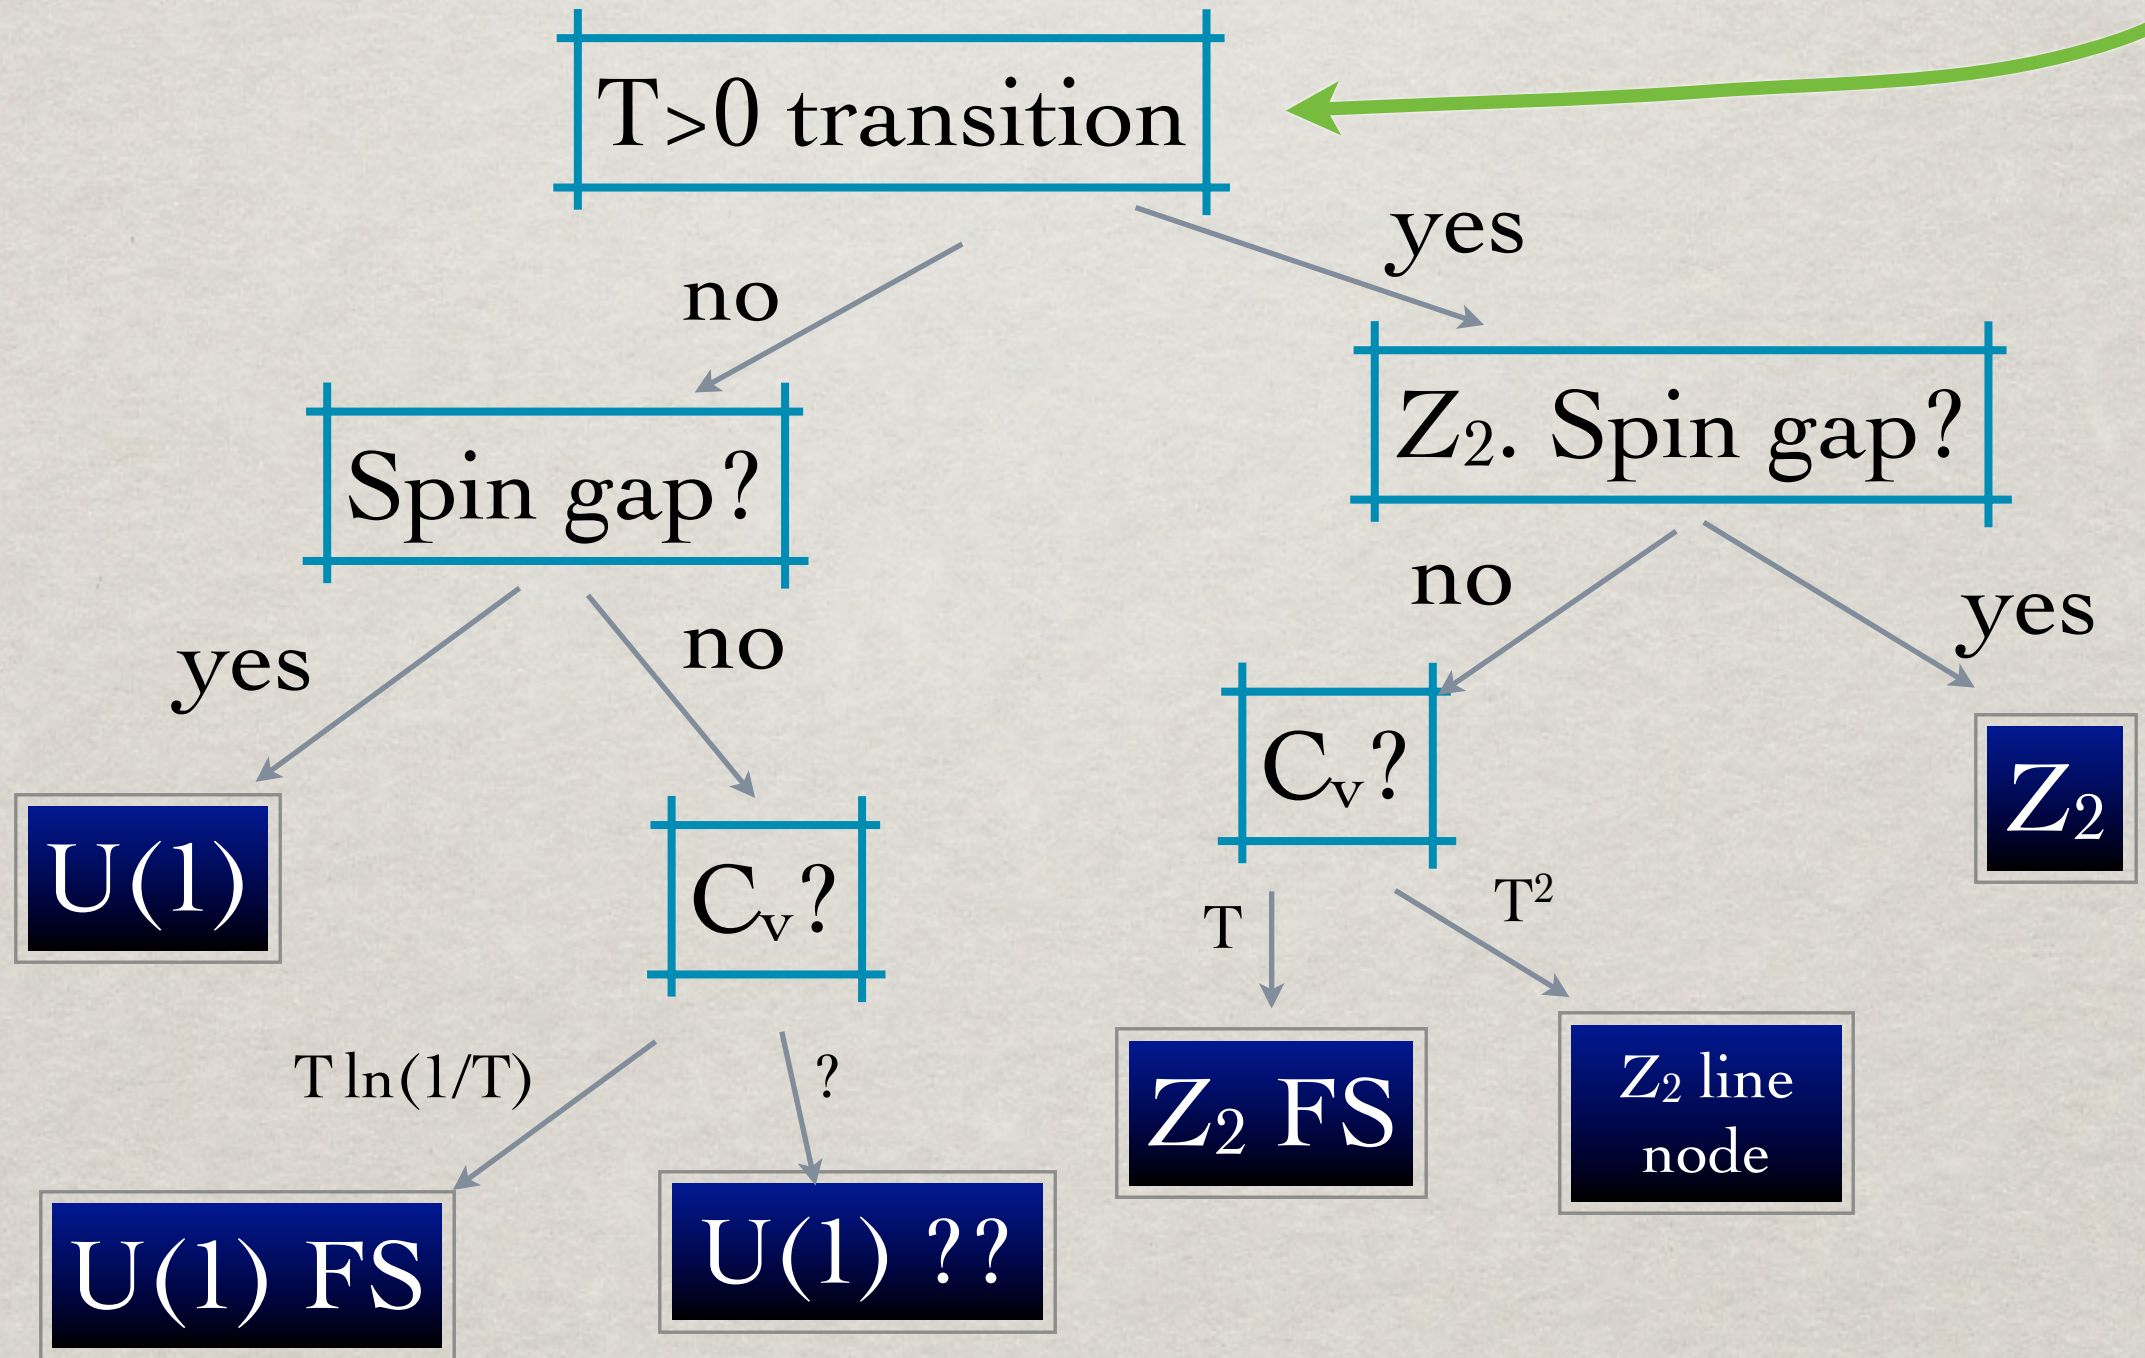 T>0 transition
yes
no
Z₂. Spin gap?
Spin gap?
no
yes
no
yes
Cᵥ?
Z₂
U(1)
Cᵥ?
T
T²
T ln(1/T)
?
Z₂ FS
Z₂ line
node
U(1) FS
U(1) ??